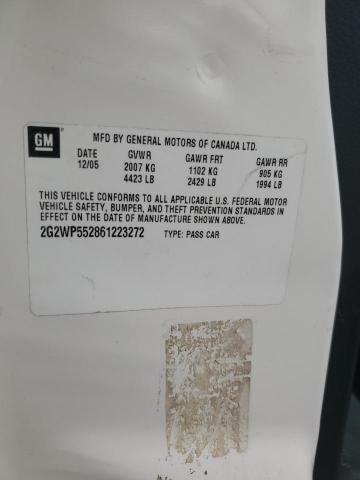 GM
MFD BY GENERAL MOTORS OF CANADA LTD.
DATE GVWR GAWR FRT GAWR RR
12/05 2007 KG 1102 KG 905 KG
4423 LB 2429 LB 1994 LB
THIS VEHICLE CONFORMS TO ALL APPLICABLE U.S. FEDERAL MOTOR
VEHICLE SAFETY, BUMPER, AND THEFT PREVENTION STANDARDS IN
EFFECT ON THE DATE OF MANUFACTURE SHOWN ABOVE.
2G2WP552861223272 TYPE: PASS CAR